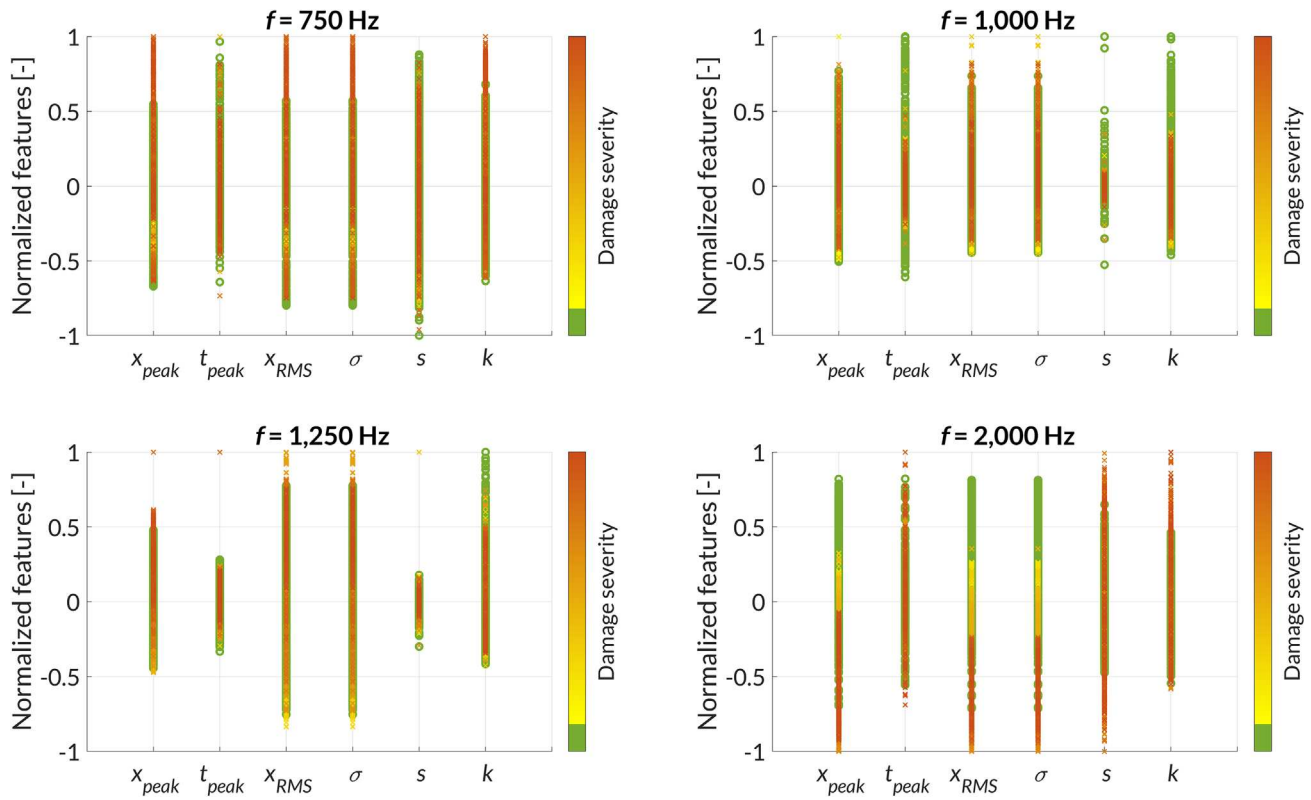 f = 750 Hz
Normalized features [-]
1
0.5
0
-0.5
-1
x_peak t_peak x_RMS σ s k
Damage severity
f = 1,000 Hz
Normalized features [-]
1
0.5
0
-0.5
-1
x_peak t_peak x_RMS σ s k
Damage severity
f = 1,250 Hz
Normalized features [-]
1
0.5
0
-0.5
-1
x_peak t_peak x_RMS σ s k
Damage severity
f = 2,000 Hz
Normalized features [-]
1
0.5
0
-0.5
-1
x_peak t_peak x_RMS σ s k
Damage severity